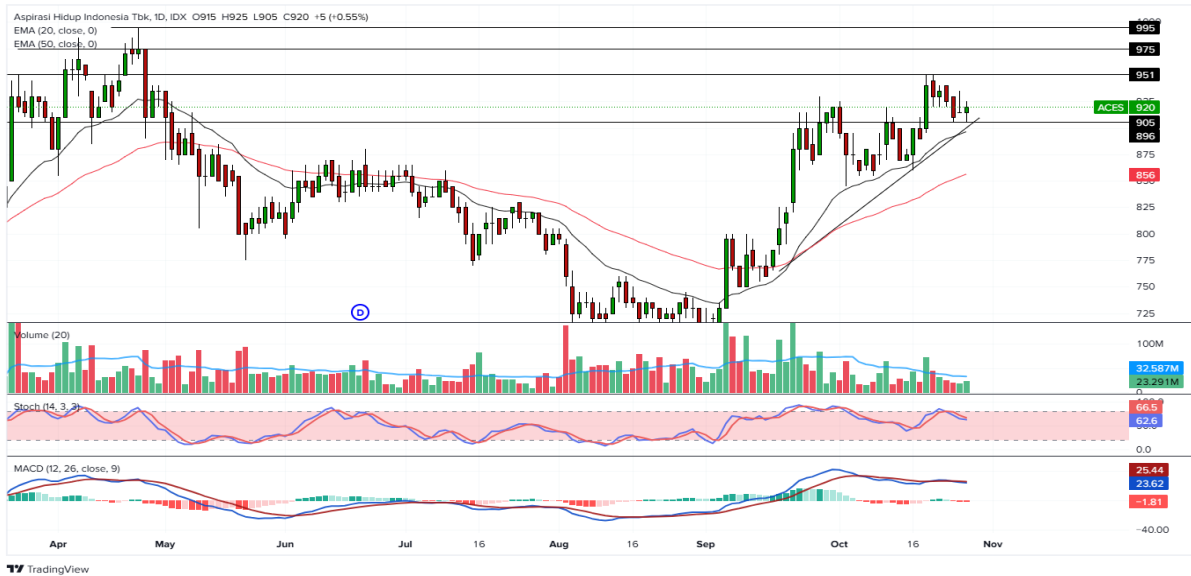 Aspirasi Hidup Indonesia Tbk, 1D, IDX O915 H925 L905 C920 +5 (+0.55%)
EMA (20, close, 0)
EMA (50, close, 0)
995
975
951
ACES 920
905
896
875
856
825
800
775
750
725
D
Volume (20)
100M
32.587M
23.291M
0
Stoch (14, 3, 3)
66.5
62.6
0.0
MACD (12, 26, close, 9)
25.44
23.62
−1.81
−40.00
Apr May Jun Jul 16 Aug 16 Sep Oct 16 Nov
TradingView